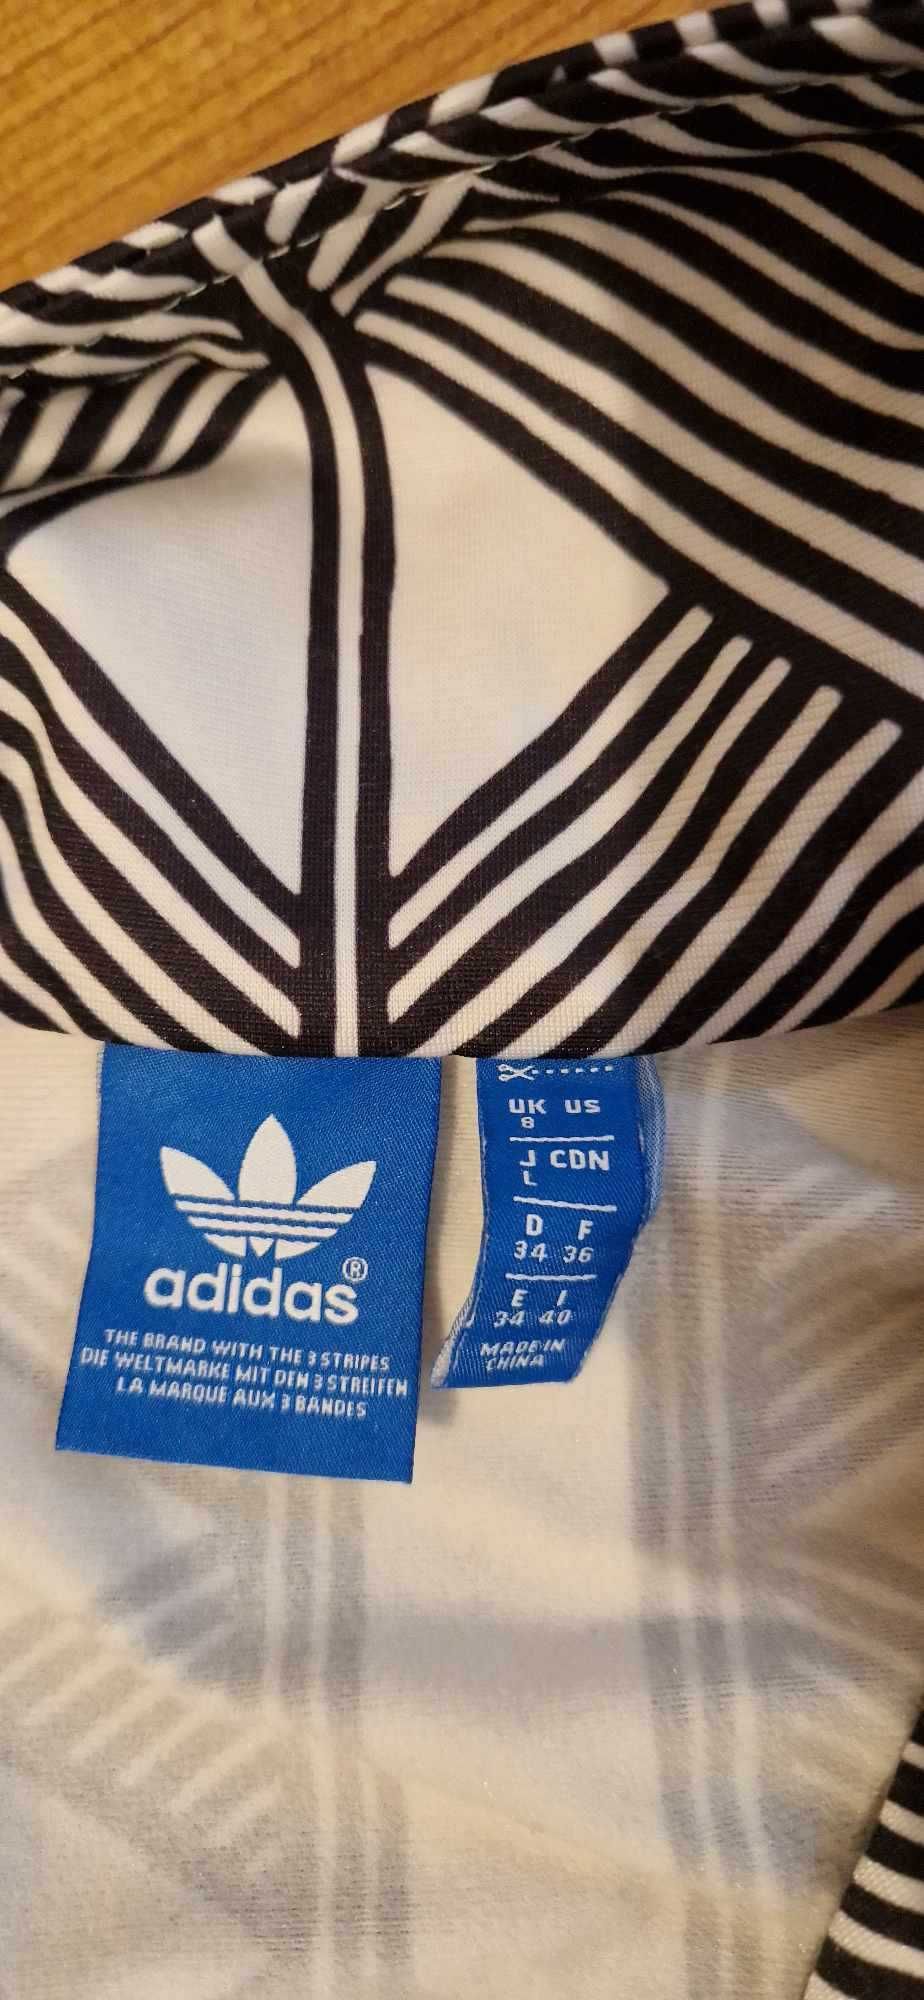 adidas®
THE BRAND WITH THE 3 STRIPES
DIE WELTMARKE MIT DEN 3 STREIFEN
LA MARQUE AUX 3 BANDES
UK US
8
J CDN
L
D F
34 36
E I
34 40
MADE IN
CHINA